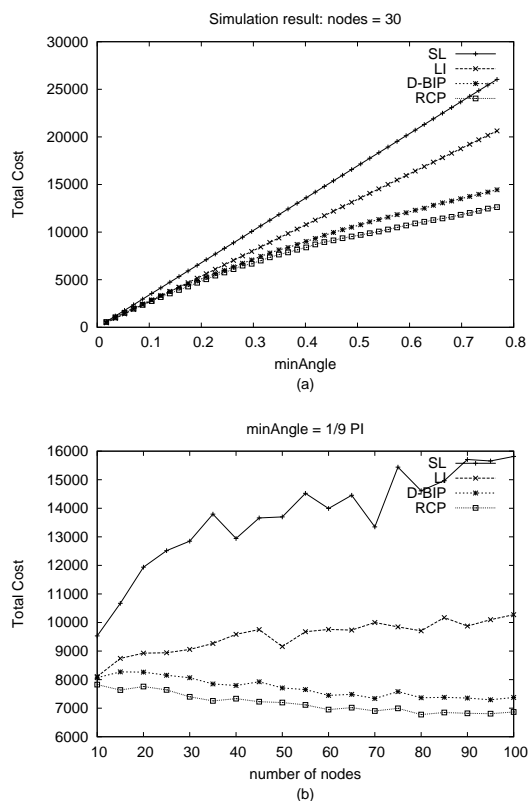 Simulation result: nodes = 30
30000
25000
20000
15000
10000
5000
0
Total Cost
SL
LI
D-BIP
RCP
0 0.1 0.2 0.3 0.4 0.5 0.6 0.7 0.8
minAngle
(a)
minAngle = 1/9 PI
16000
15000
14000
13000
12000
11000
10000
9000
8000
7000
6000
Total Cost
SL
LI
D-BIP
RCP
10 20 30 40 50 60 70 80 90 100
number of nodes
(b)